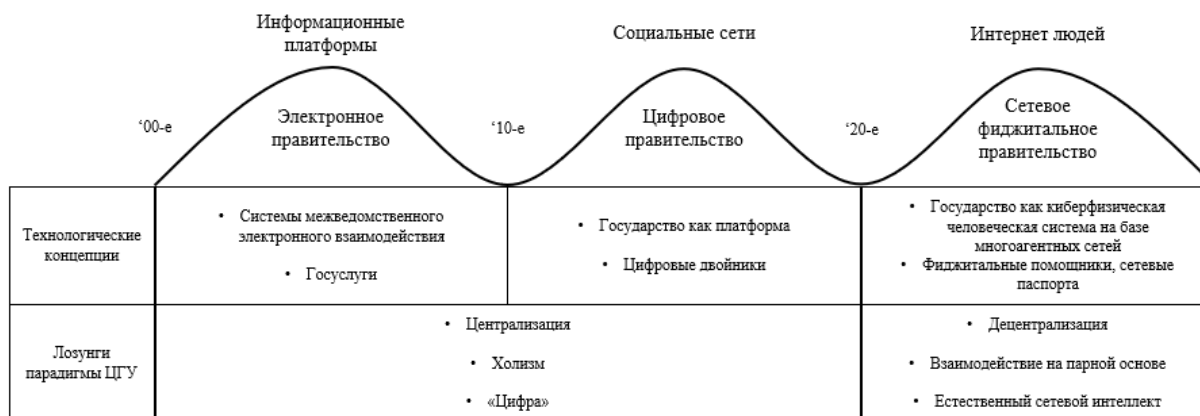 Информационные
платформы
Социальные сети
Интернет людей
‘00-е
Электронное
правительство
‘10-е
Цифровое
правительство
‘20-е
Сетевое
фиджитальное
правительство
Технологические
концепции
• Системы межведомственного
электронного взаимодействия
• Госуслуги
• Государство как платформа
• Цифровые двойники
• Государство как киберфизическая
человеческая система на базе
многоагентных сетей
• Фиджитальные помощники, сетевые
паспорта
Лозунги
парадигмы ЦГУ
• Централизация
• Холизм
• «Цифра»
• Децентрализация
• Взаимодействие на парной основе
• Естественный сетевой интеллект